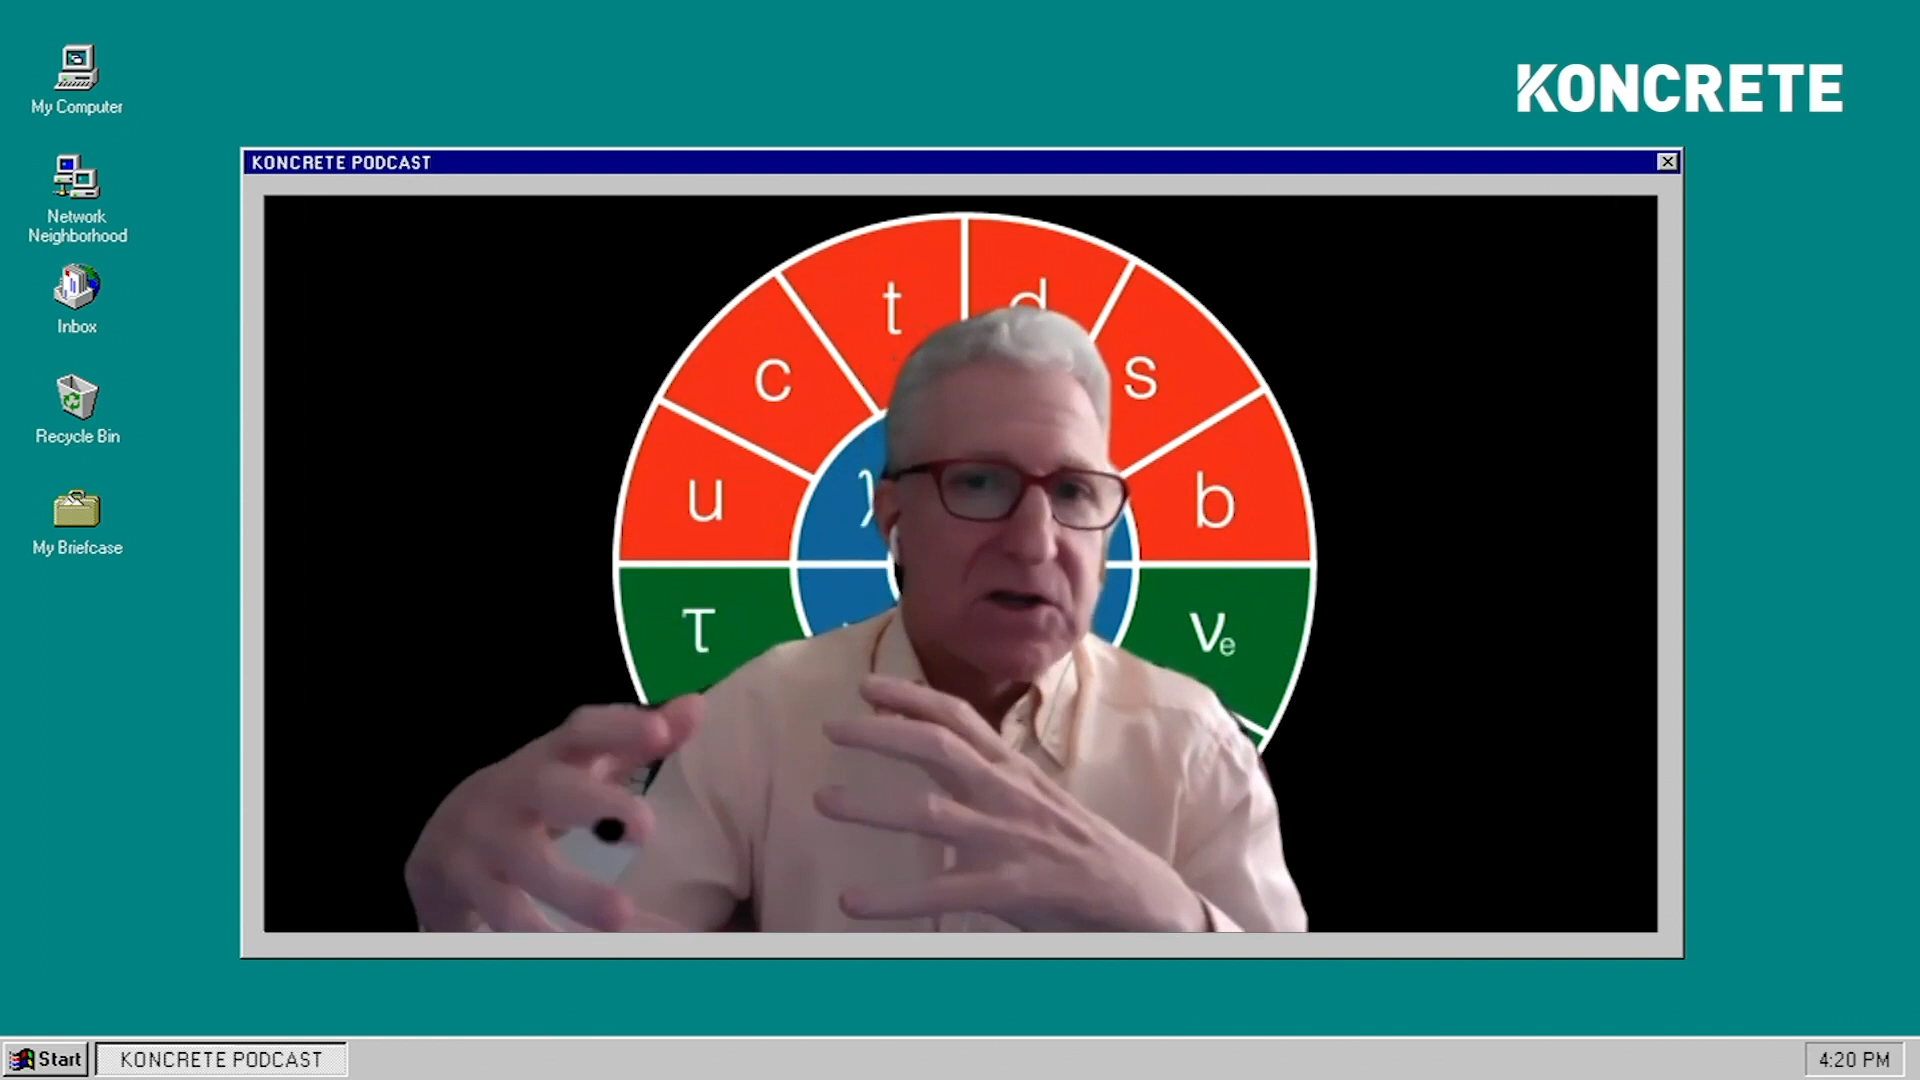 My Computer
KONCRETE
Network
Neighborhood
Inbox
Recycle Bin
My Briefcase
KONCRETE PODCAST
t
d
c
s
u
b
τ
νe
Start
KONCRETE PODCAST
4:20 PM